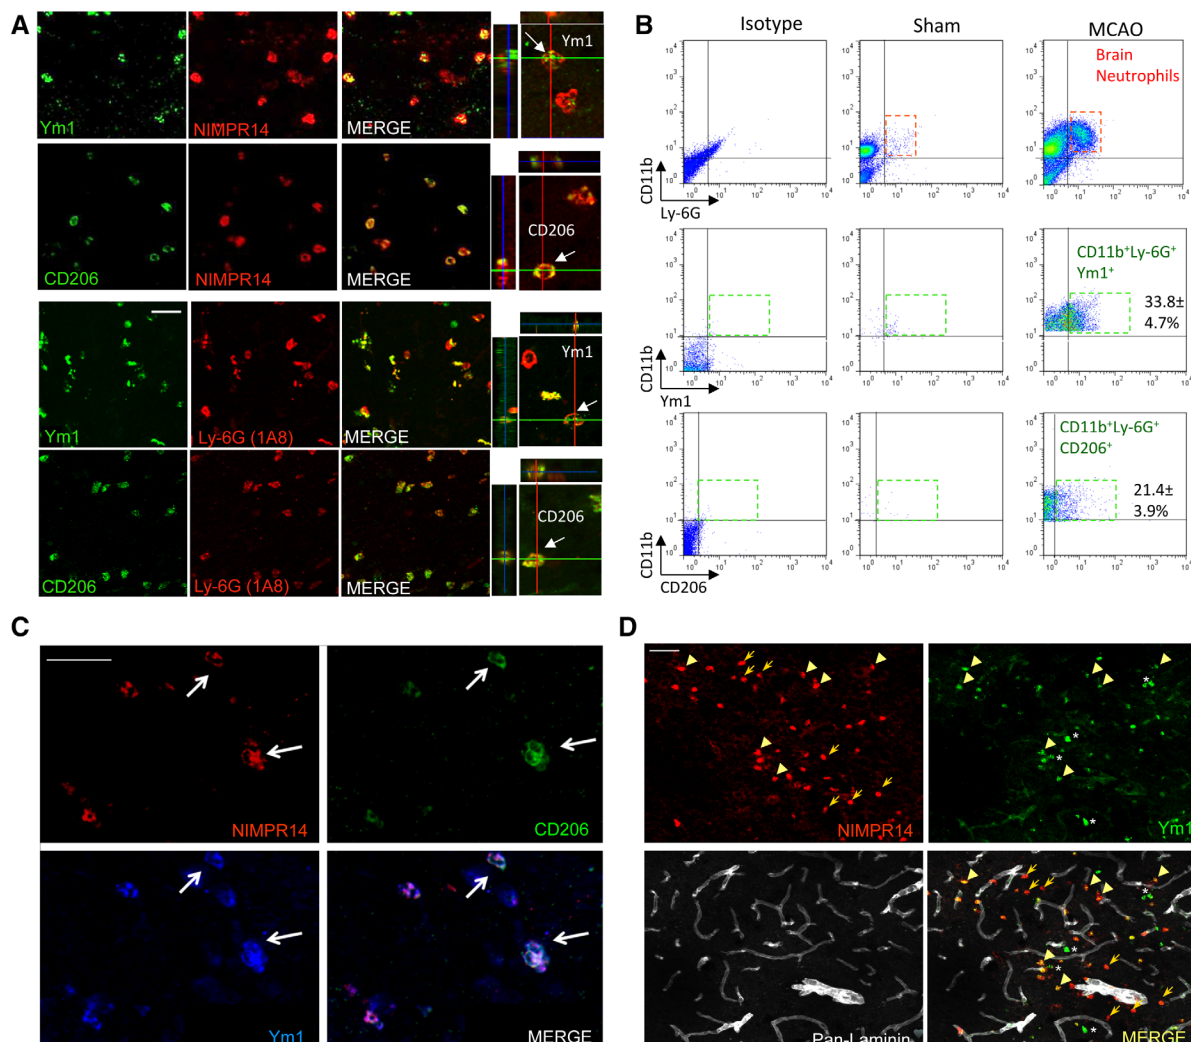 A
Ym1
NIMPR14
MERGE
Ym1
CD206
NIMPR14
MERGE
CD206
Ym1
Ly-6G (1A8)
MERGE
Ym1
CD206
Ly-6G (1A8)
MERGE
CD206
B
Isotype
Sham
MCAO
Brain
Neutrophils
CD11b
Ly-6G
CD11b⁺Ly-6G⁺
Ym1⁺
33.8±
4.7%
CD11b
Ym1
CD11b⁺Ly-6G⁺
CD206⁺
21.4±
3.9%
CD11b
CD206
C
NIMPR14
CD206
Ym1
MERGE
D
NIMPR14
Ym1
Pan-Laminin
MERGE